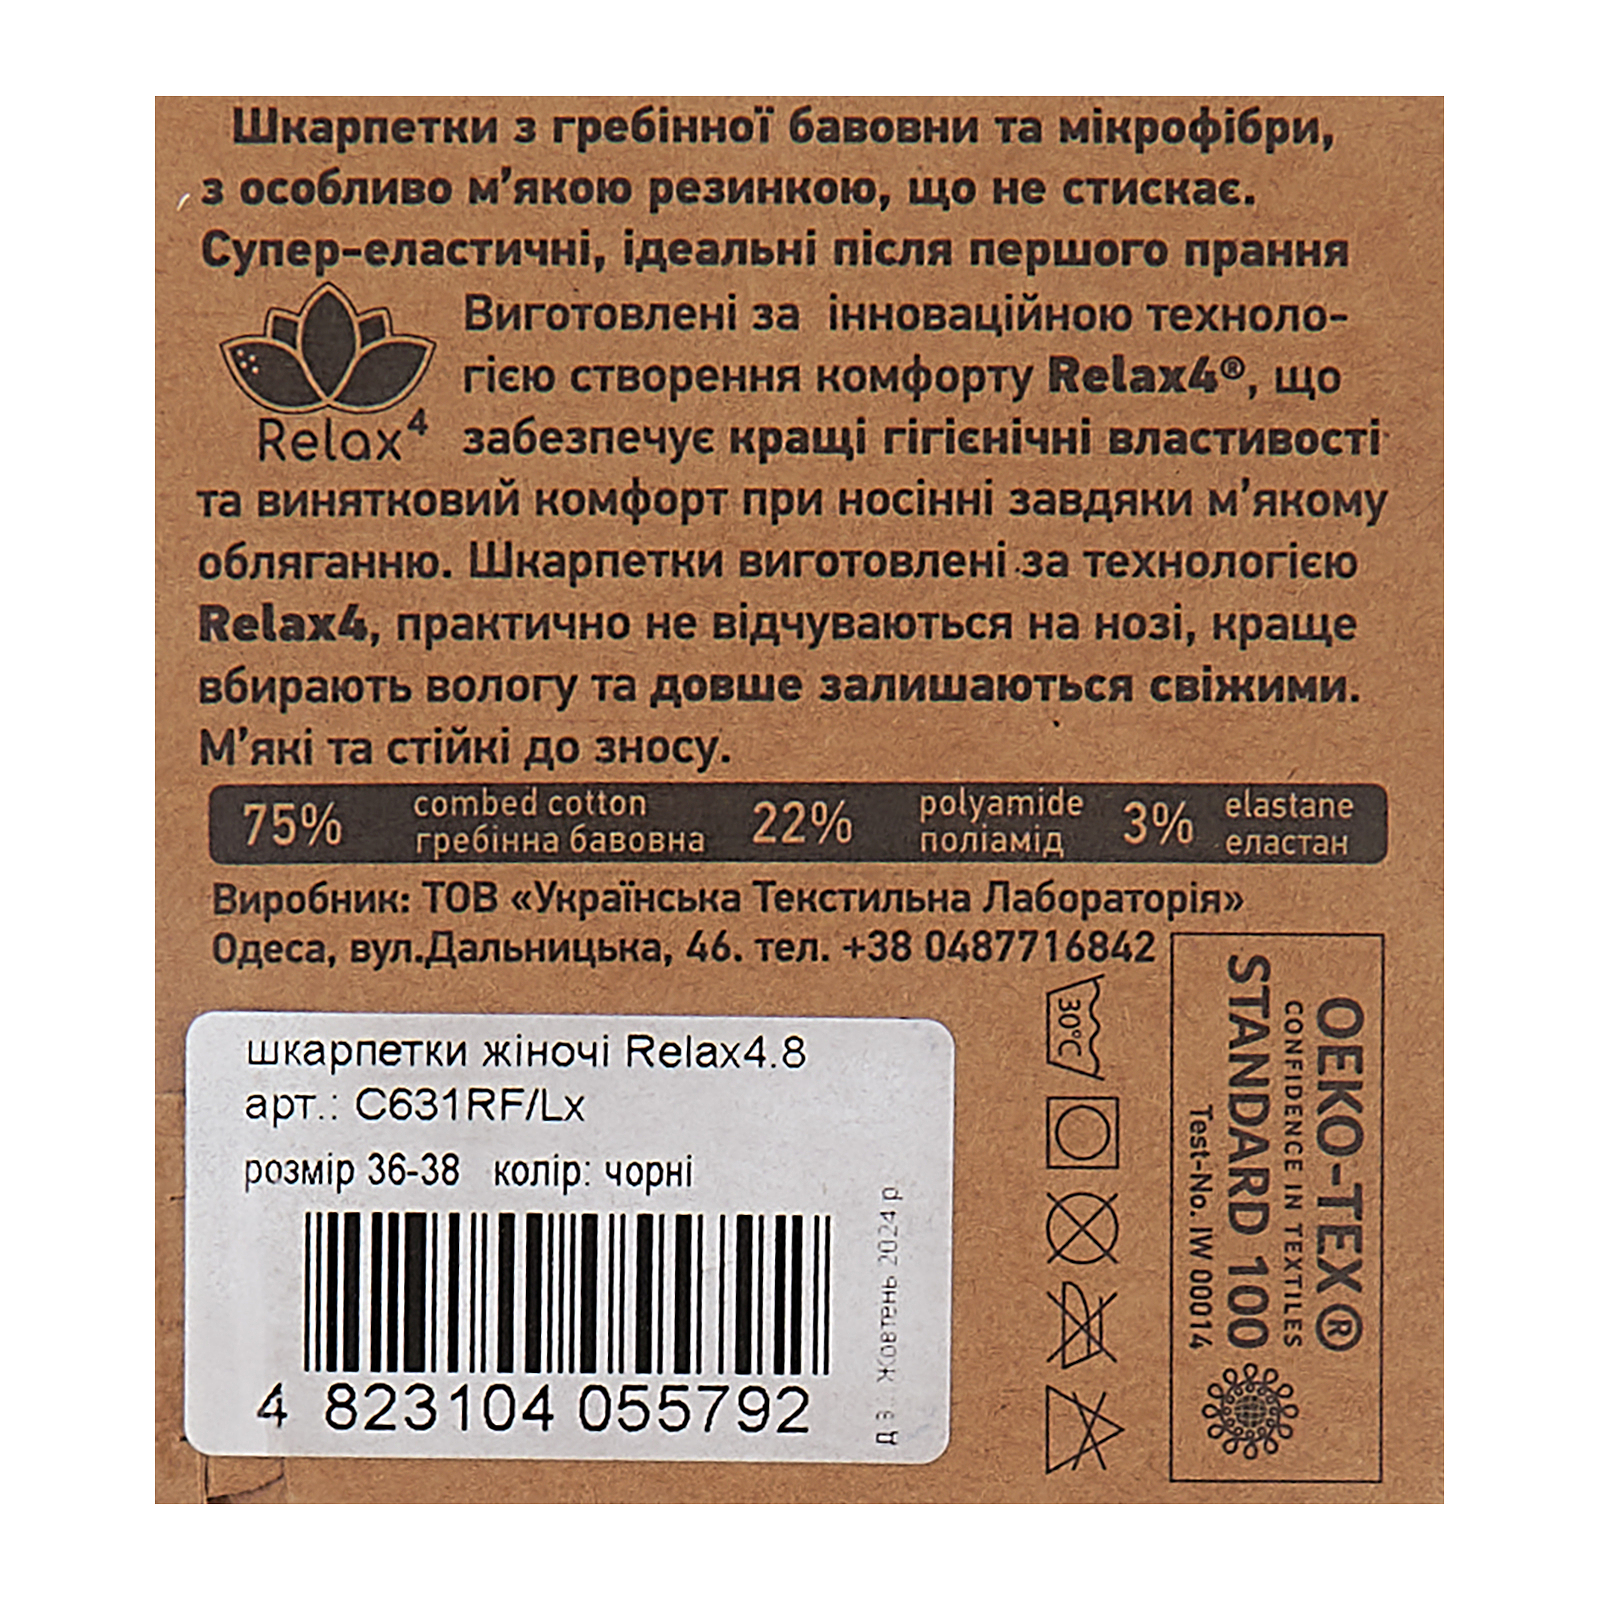 Шкарпетки з гребінної бавовни та мікрофібри,
з особливо м’якою резинкою, що не стискає.
Супер-еластичні, ідеальні після першого прання
Виготовлені за інноваційною техноло-
гією створення комфорту Relax4®, що
забезпечує кращі гігієнічні властивості
та винятковий комфорт при носінні завдяки м’якому
обляганню. Шкарпетки виготовлені за технологією
Relax4, практично не відчуваються на нозі, краще
вбирають вологу та довше залишаються свіжими.
М’які та стійкі до зносу.
Relax4
75% combed cotton 22% polyamide 3% elastane
гребінна бавовна поліамід еластан
Виробник: ТОВ «Українська Текстильна Лабораторія»
Одеса, вул.Дальницька, 46. тел. +38 0487716842
шкарпетки жіночі Relax4.8
арт.: C631RF/Lx
розмір 36-38 колір: чорні
4 823104 055792
Д.В.: Жовтень 2024 р.
30°C
OEKO-TEX®
CONFIDENCE IN TEXTILES
STANDARD 100
Test-No. IW 00014